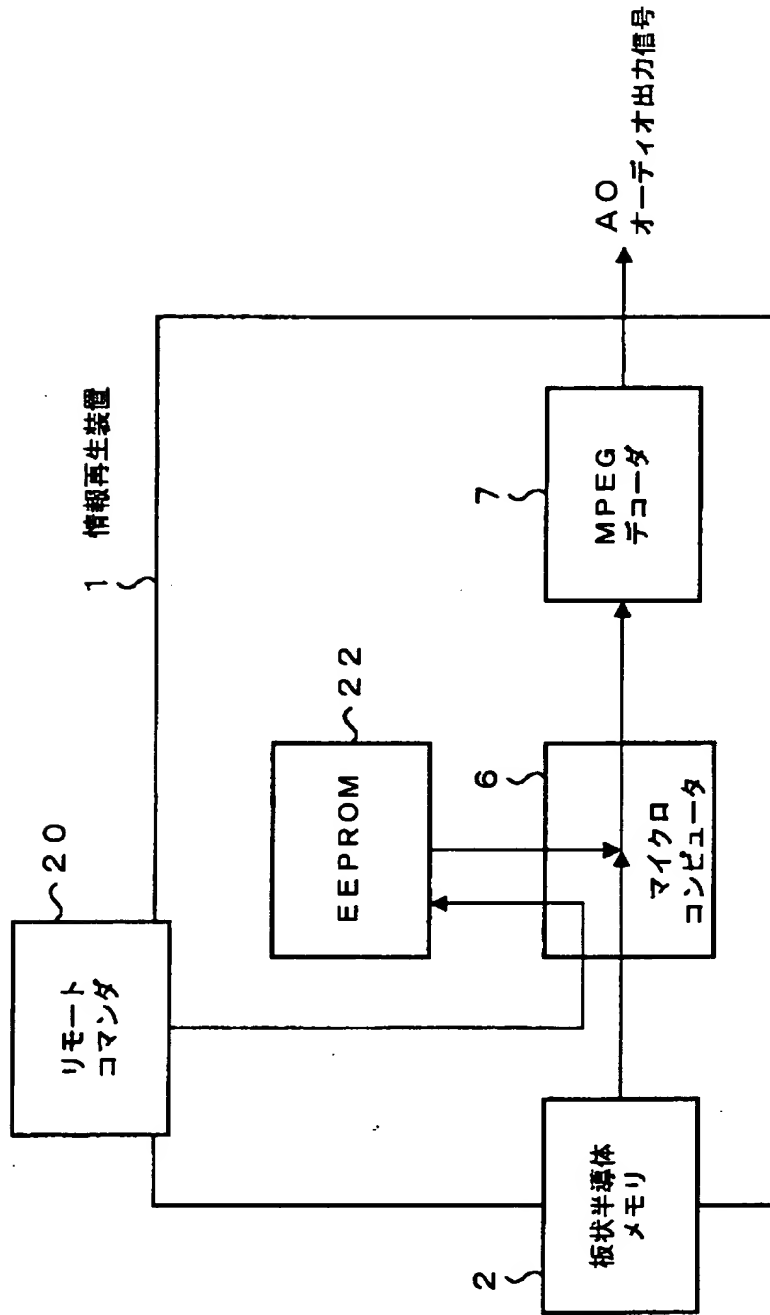 20
リモート
コマンダ
1
情報再生装置
EEPROM
22
2
板状半導体
メモリ
6
マイクロ
コンピュータ
7
MPEG
デコーダ
AO
オーディオ出力信号